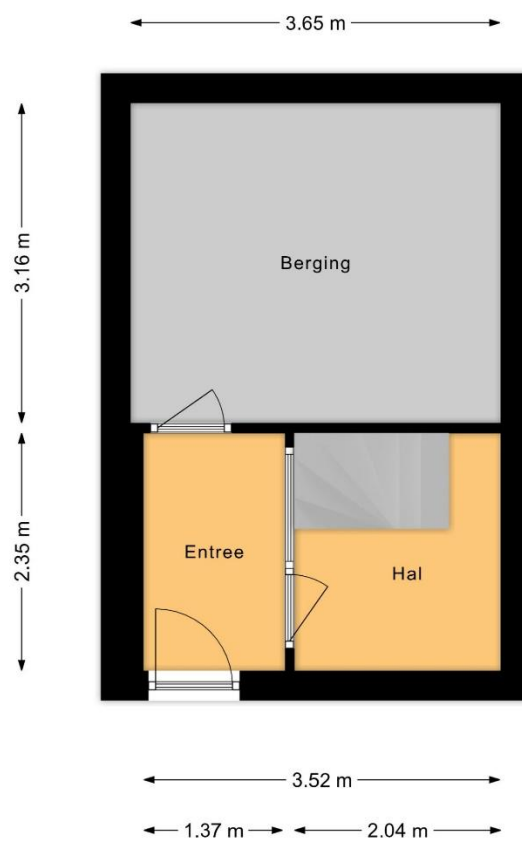 3.65 m
3.16 m
Berging
2.35 m
Entree
Hal
3.52 m
1.37 m
2.04 m